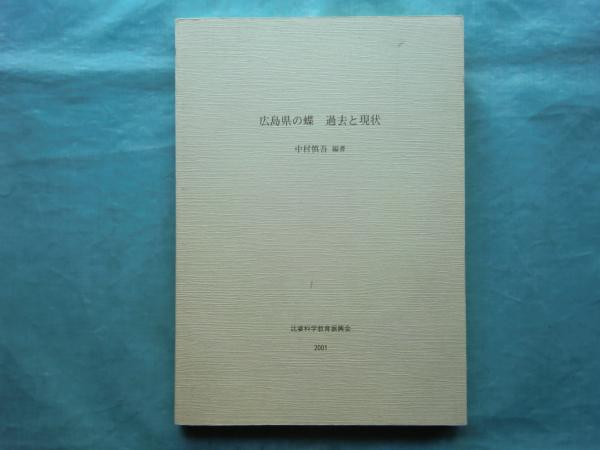 広島県の蝶　過去と現状
中村慎吾 編著
比婆科学教育振興会
2001